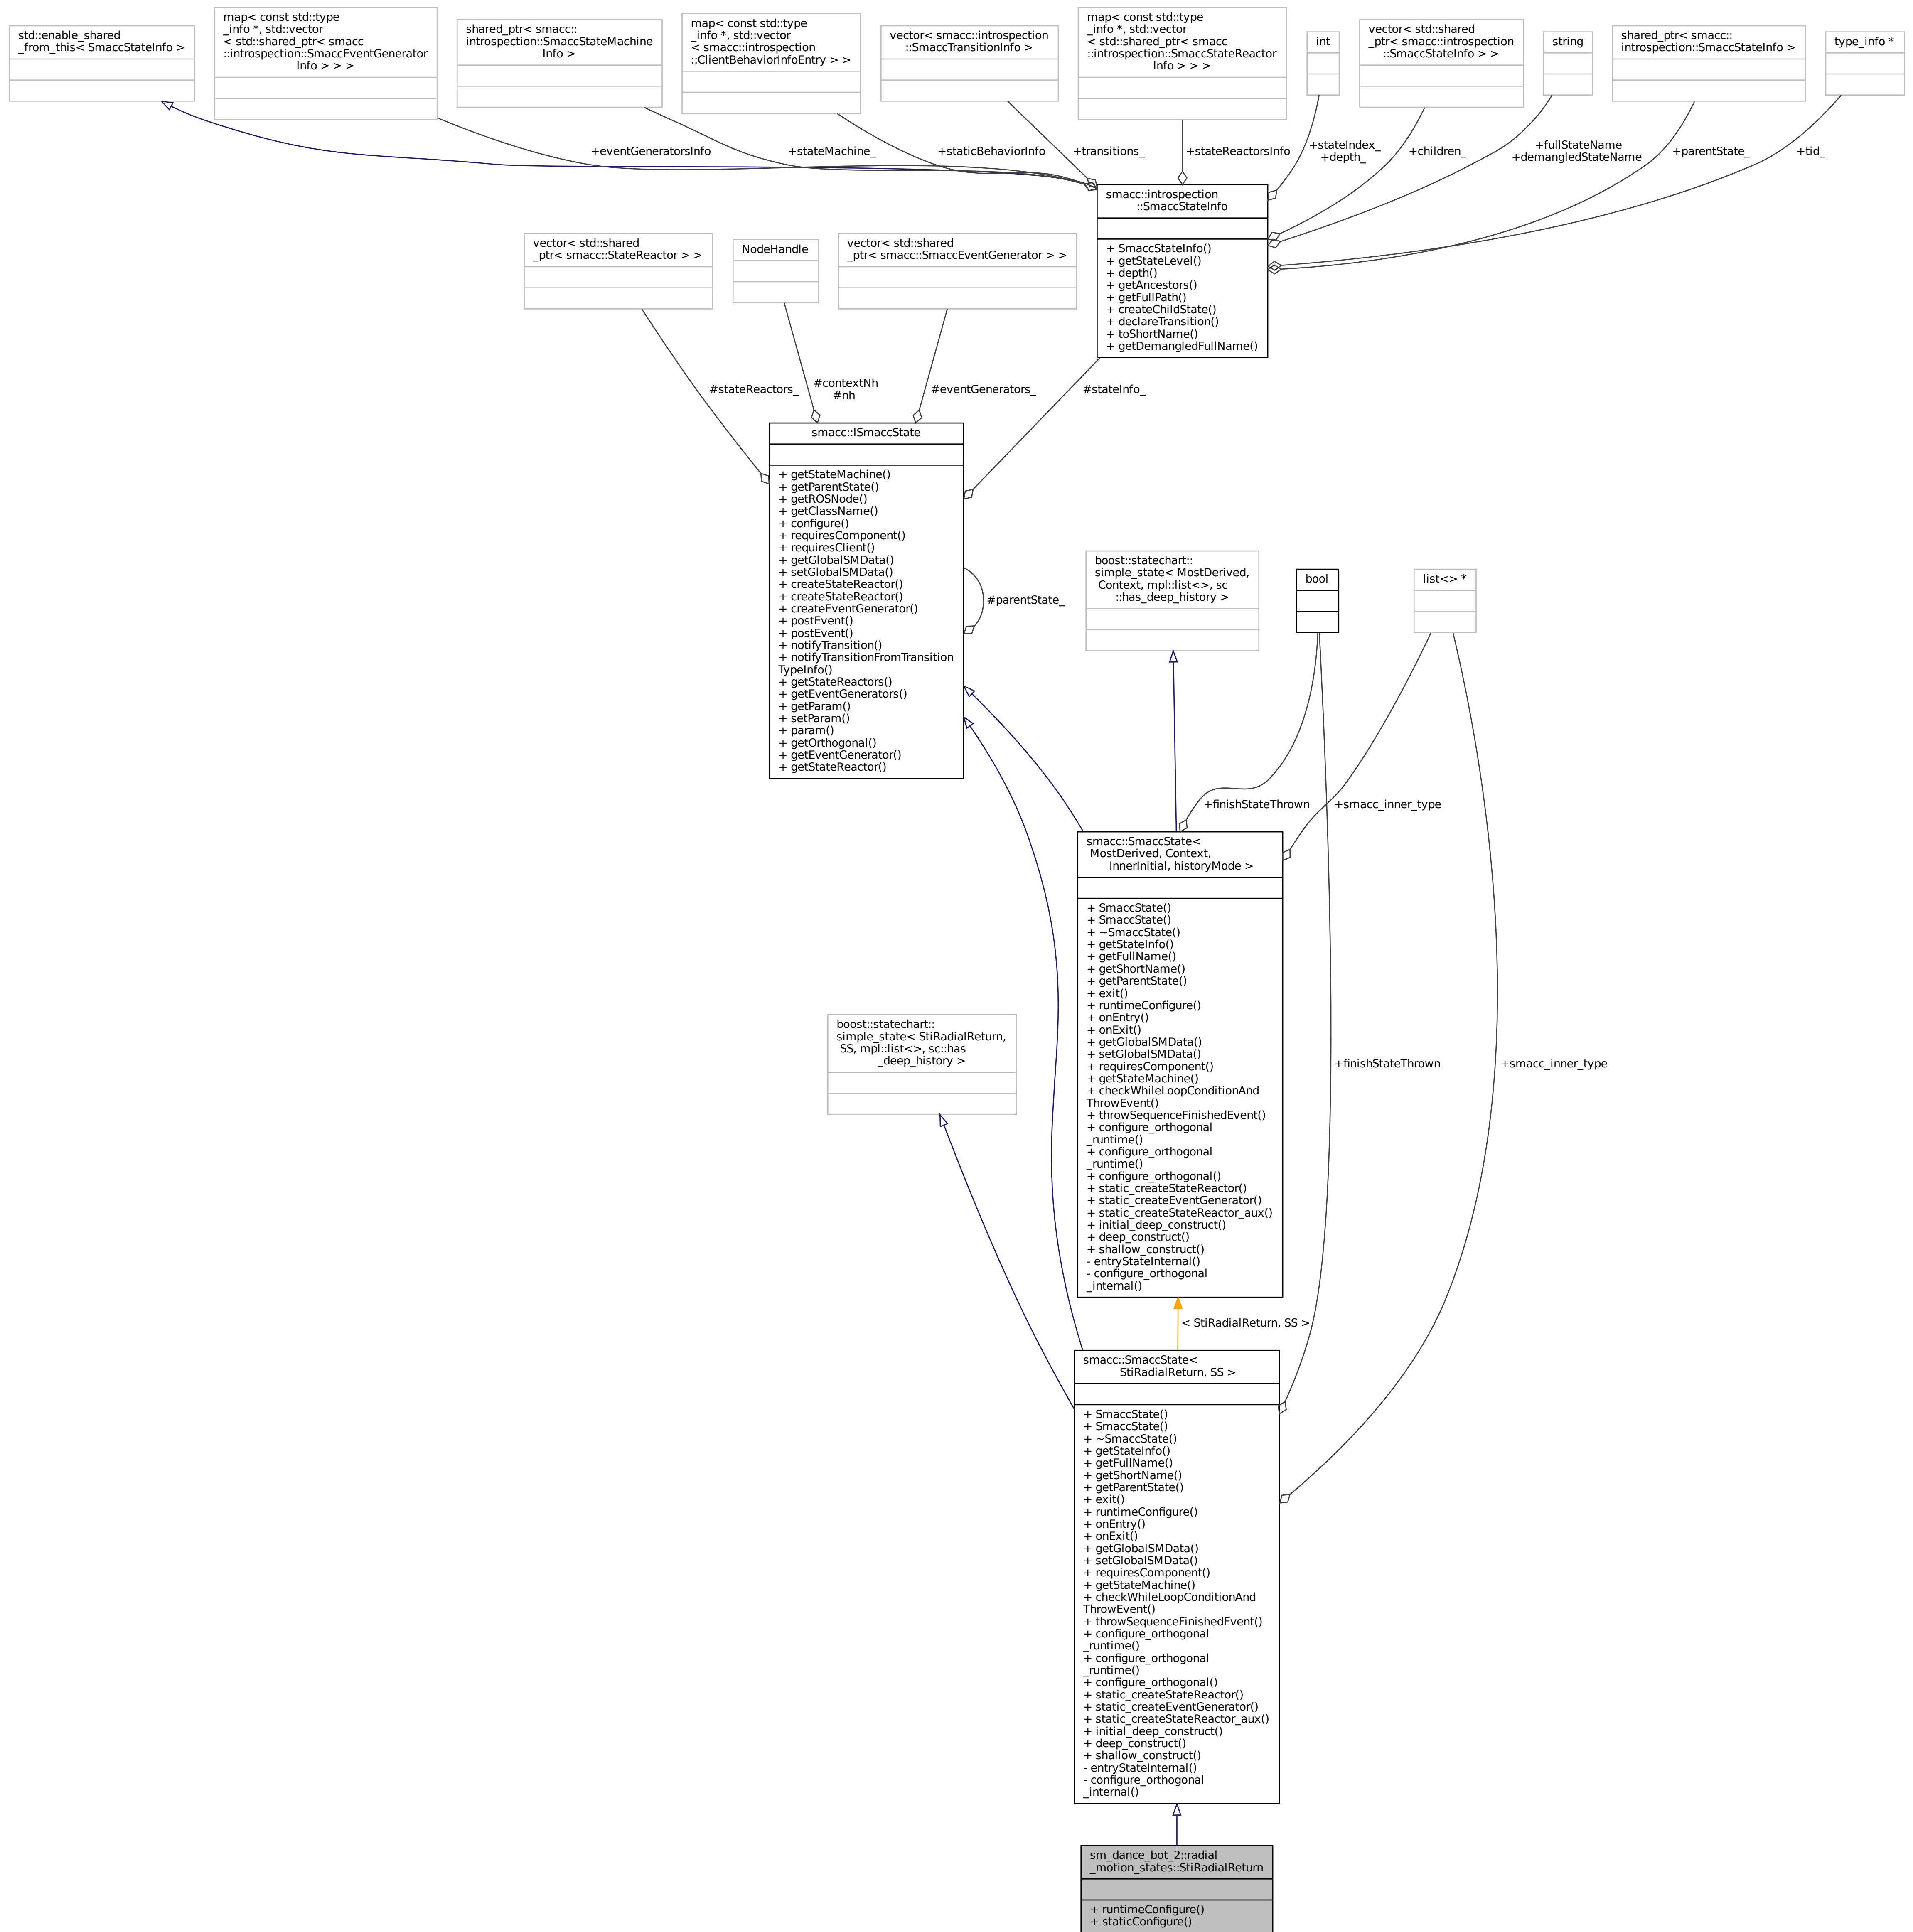 std::enable_shared
_from_this< SmaccStateInfo >
map< const std::type
_info *, std::vector
< std::shared_ptr< smacc
::introspection::SmaccEventGenerator
Info > > >
shared_ptr< smacc::
introspection::SmaccStateMachine
Info >
map< const std::type
_info *, std::vector
< smacc::introspection
::ClientBehaviorInfoEntry > >
vector< smacc::introspection
::SmaccTransitionInfo >
map< const std::type
_info *, std::vector
< std::shared_ptr< smacc
::introspection::SmaccStateReactor
Info > > >
int
vector< std::shared
_ptr< smacc::introspection
::SmaccStateInfo > >
string
shared_ptr< smacc::
introspection::SmaccStateInfo >
type_info *
+eventGeneratorsInfo
+stateMachine_
+staticBehaviorInfo
+transitions_
+stateReactorsInfo
+stateIndex_
+depth_
+children_
+fullStateName
+demangledStateName
+parentState_
+tid_
smacc::introspection
::SmaccStateInfo
+ SmaccStateInfo()
+ getStateLevel()
+ depth()
+ getAncestors()
+ getFullPath()
+ createChildState()
+ declareTransition()
+ toShortName()
+ getDemangledFullName()
vector< std::shared
_ptr< smacc::StateReactor > >
NodeHandle
vector< std::shared
_ptr< smacc::SmaccEventGenerator > >
#stateReactors_
#contextNh
#nh
#eventGenerators_
#stateInfo_
smacc::ISmaccState
+ getStateMachine()
+ getParentState()
+ getROSNode()
+ getClassName()
+ configure()
+ requiresComponent()
+ requiresClient()
+ getGlobalSMData()
+ setGlobalSMData()
+ createStateReactor()
+ createStateReactor()
+ createEventGenerator()
+ postEvent()
+ postEvent()
+ notifyTransition()
+ notifyTransitionFromTransition
TypeInfo()
+ getStateReactors()
+ getEventGenerators()
+ getParam()
+ setParam()
+ param()
+ getOrthogonal()
+ getEventGenerator()
+ getStateReactor()
#parentState_
boost::statechart::
simple_state< MostDerived,
Context, mpl::list<>, sc
::has_deep_history >
bool
list<> *
+finishStateThrown
+smacc_inner_type
smacc::SmaccState<
MostDerived, Context,
InnerInitial, historyMode >
+ SmaccState()
+ SmaccState()
+ ~SmaccState()
+ getStateInfo()
+ getFullName()
+ getShortName()
+ getParentState()
+ exit()
+ runtimeConfigure()
+ onEntry()
+ onExit()
+ getGlobalSMData()
+ setGlobalSMData()
+ requiresComponent()
+ getStateMachine()
+ checkWhileLoopConditionAnd
ThrowEvent()
+ throwSequenceFinishedEvent()
+ configure_orthogonal
_runtime()
+ configure_orthogonal
_runtime()
+ configure_orthogonal()
+ static_createStateReactor()
+ static_createEventGenerator()
+ static_createStateReactor_aux()
+ initial_deep_construct()
+ deep_construct()
+ shallow_construct()
- entryStateInternal()
- configure_orthogonal
_internal()
boost::statechart::
simple_state< StiRadialReturn,
SS, mpl::list<>, sc::has
_deep_history >
+finishStateThrown
+smacc_inner_type
< StiRadialReturn, SS >
smacc::SmaccState<
StiRadialReturn, SS >
+ SmaccState()
+ SmaccState()
+ ~SmaccState()
+ getStateInfo()
+ getFullName()
+ getShortName()
+ getParentState()
+ exit()
+ runtimeConfigure()
+ onEntry()
+ onExit()
+ getGlobalSMData()
+ setGlobalSMData()
+ requiresComponent()
+ getStateMachine()
+ checkWhileLoopConditionAnd
ThrowEvent()
+ throwSequenceFinishedEvent()
+ configure_orthogonal
_runtime()
+ configure_orthogonal
_runtime()
+ configure_orthogonal()
+ static_createStateReactor()
+ static_createEventGenerator()
+ static_createStateReactor_aux()
+ initial_deep_construct()
+ deep_construct()
+ shallow_construct()
- entryStateInternal()
- configure_orthogonal
_internal()
sm_dance_bot_2::radial
_motion_states::StiRadialReturn
+ runtimeConfigure()
+ staticConfigure()